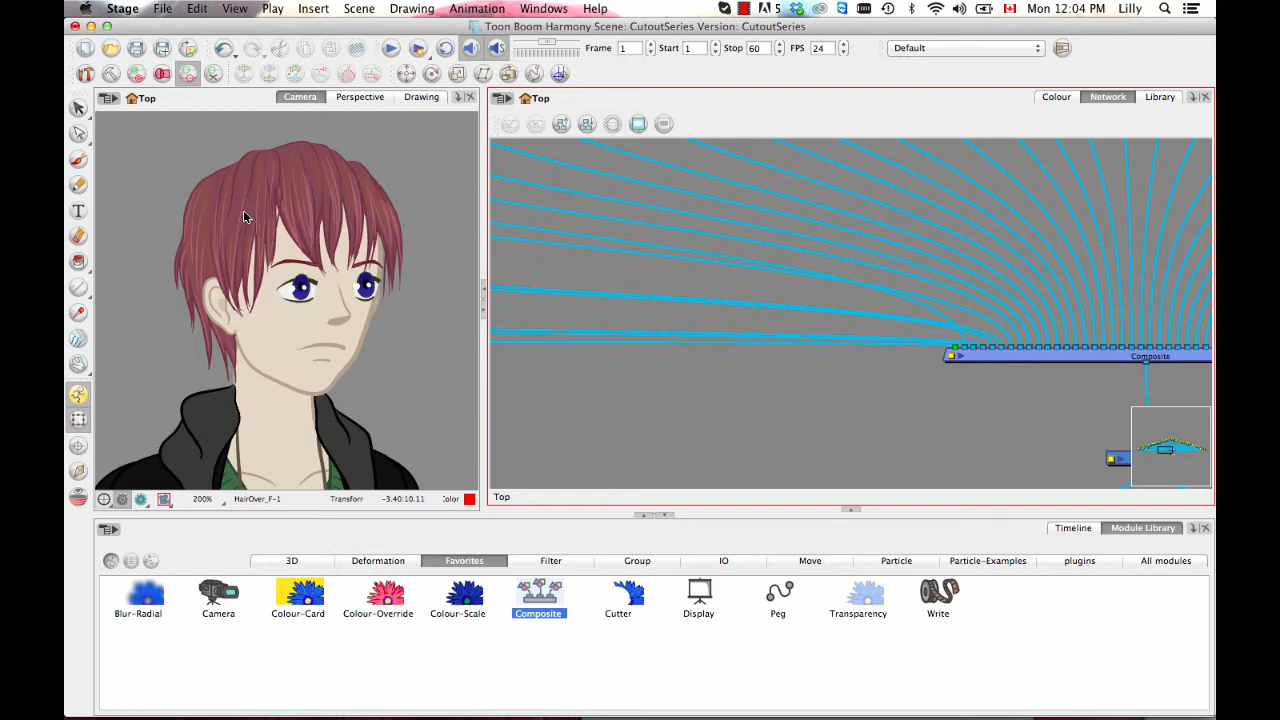 Stage File Edit View Play Insert Scene Drawing Animation Windows Help 5 Mon 12:04 PM Lilly
Toon Boom Harmony Scene: CutoutSeries Version: CutoutSeries
Frame 1 Start 1 Stop 60 FPS 24 Default
Top Camera Perspective Drawing
Top Colour Network Library
T
Composite
200% HairOver_F-1 Transforr -3.40:10.11 olor
Top
Timeline Module Library
3D Deformation Favorites Filter Group IO Move Particle Particle-Examples plugins All modules
Blur-Radial Camera Colour-Card Colour-Override Colour-Scale Composite Cutter Display Peg Transparency Write